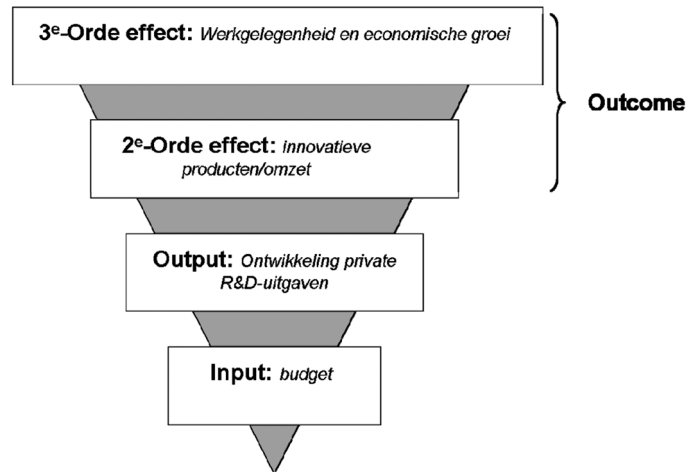 3e-Orde effect: Werkgelegenheid en economische groei
Outcome
2e-Orde effect: innovatieve
producten/omzet
Output: Ontwikkeling private
R&D-uitgaven
Input: budget